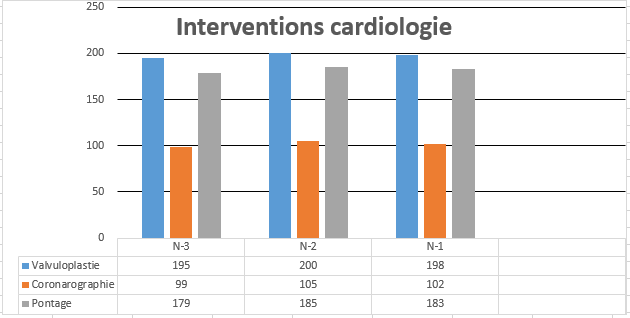 Interventions cardiologie
250
200
150
100
50
0
N-3 N-2 N-1
Valvuloplastie 195 200 198
Coronarographie 99 105 102
Pontage 179 185 183